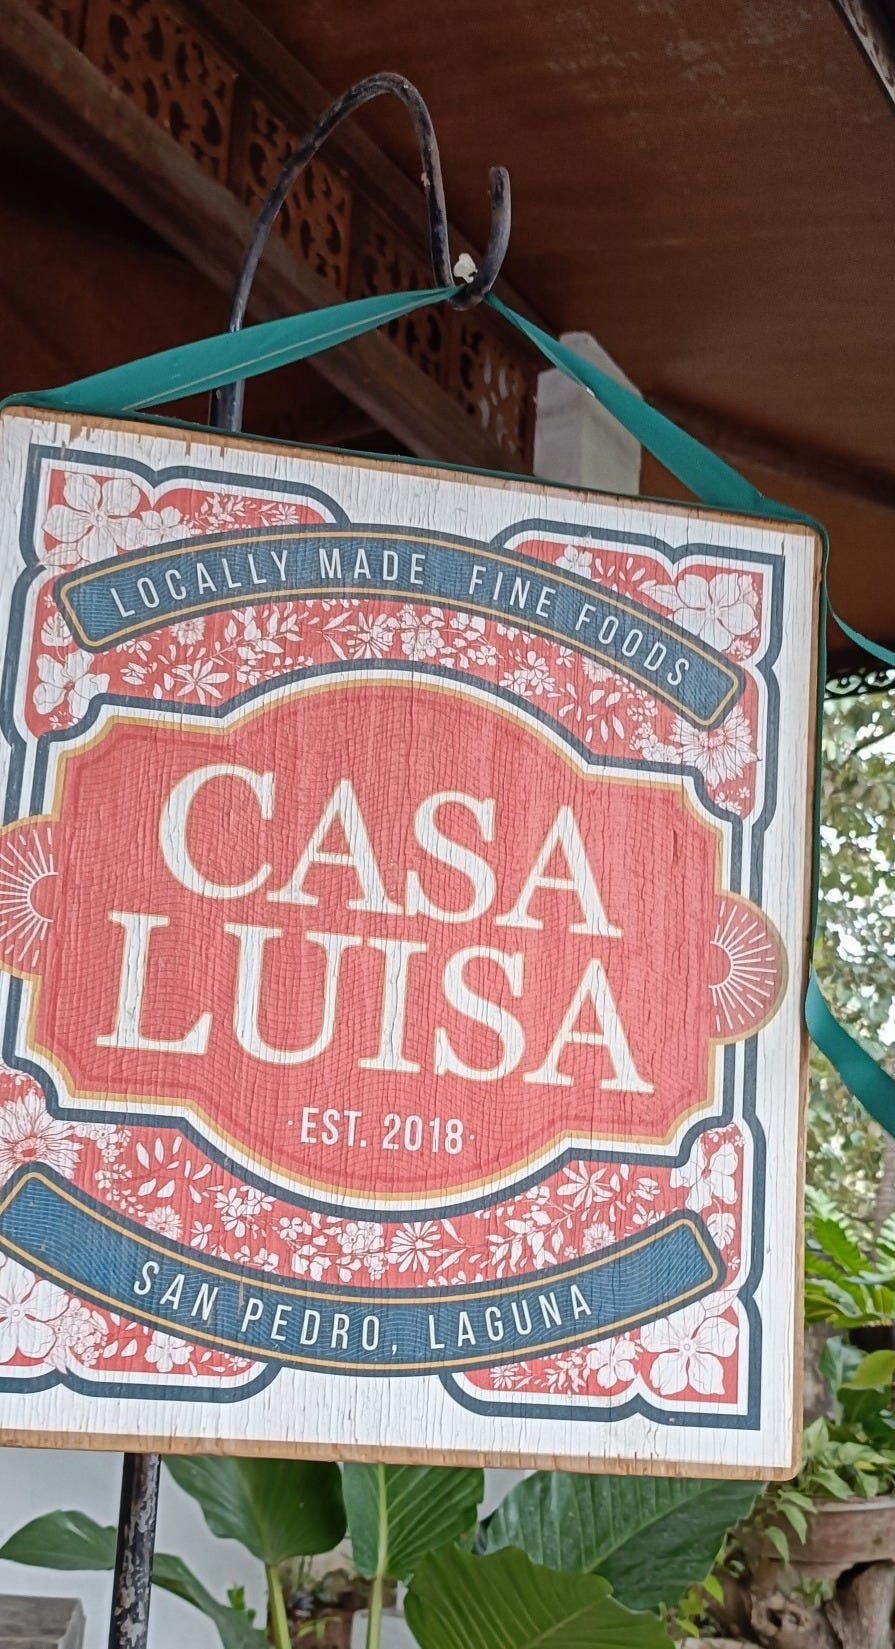 LOCALLY MADE FINE FOODS
CASA
LUISA
·EST. 2018·
SAN PEDRO, LAGUNA